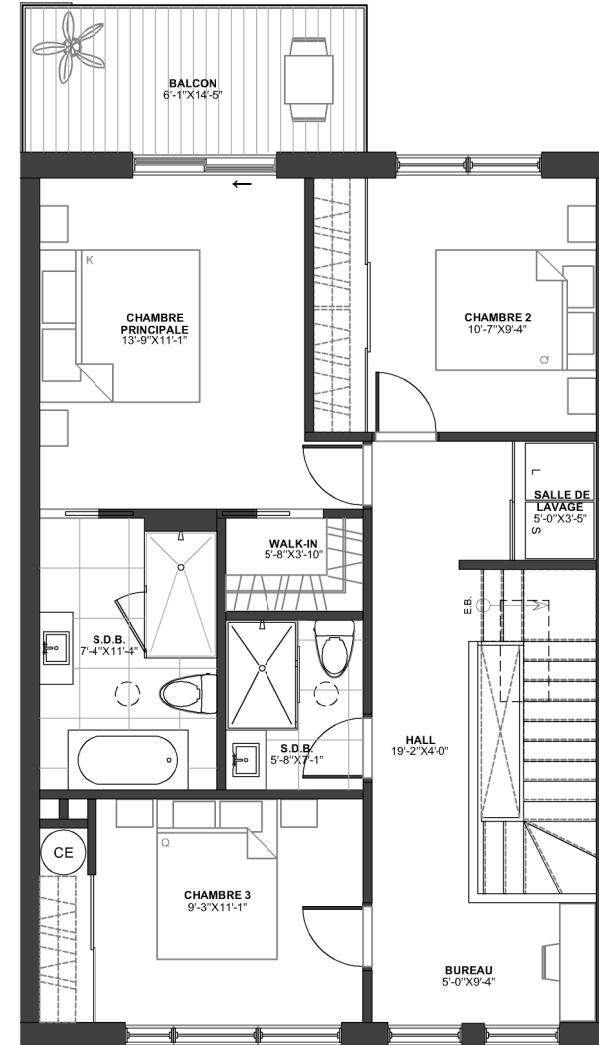 BALCON
6'-1"X14'-5"
←
K
CHAMBRE
PRINCIPALE
13'-9"X11'-1"
CHAMBRE 2
10'-7"X9'-4"
Q
L
SALLE DE
LAVAGE
5'-0"X3'-5"
S
WALK-IN
5'-8"X3'-10"
E.B.
S.D.B.
7'-4"X11'-4"
S.D.B.
5'-8"X7'-1"
HALL
19'-2"X4'-0"
Q
CE
CHAMBRE 3
9'-3"X11'-1"
BUREAU
5'-0"X9'-4"